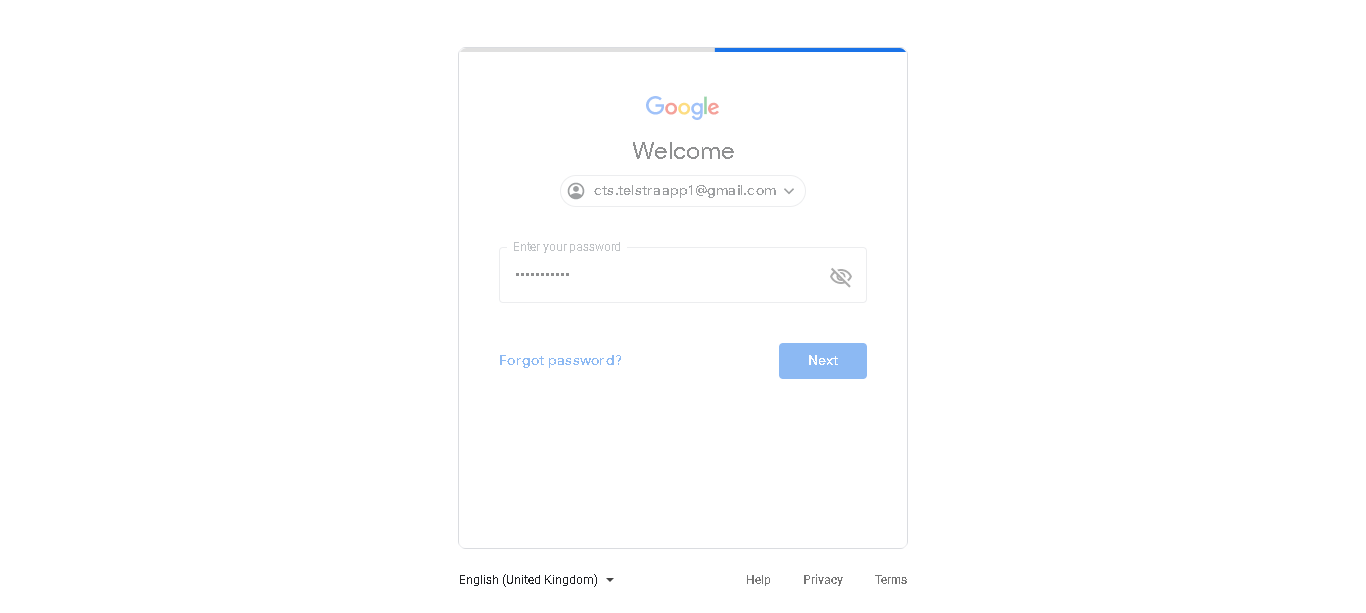 Google
Welcome
cts.telstraapp1@gmail.com
Enter your password
•••••••••••
Forgot password?
Next
English (United Kingdom)
Help
Privacy
Terms